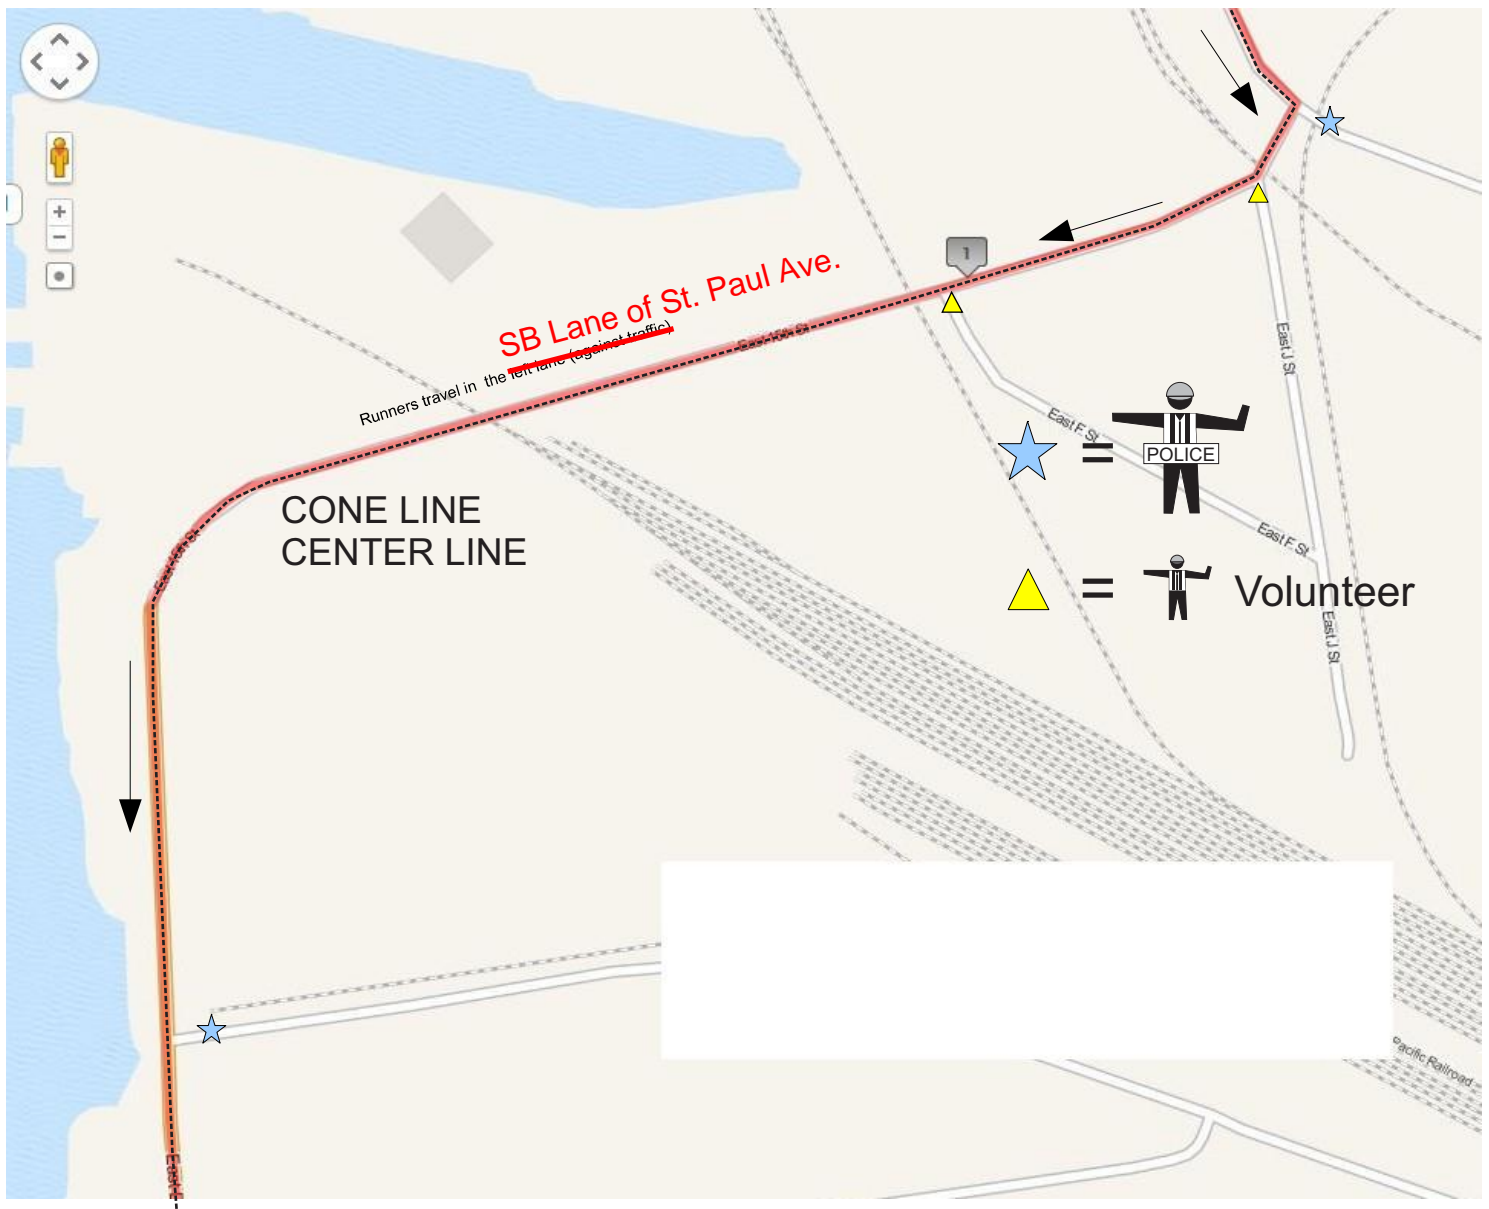 1
SB Lane of St. Paul Ave.
Runners travel in the left lane (against traffic)
East J St
East F St
POLICE
=
CONE LINE
CENTER LINE
East F St
= Volunteer
East J St
Pacific Railroad
East
+
−